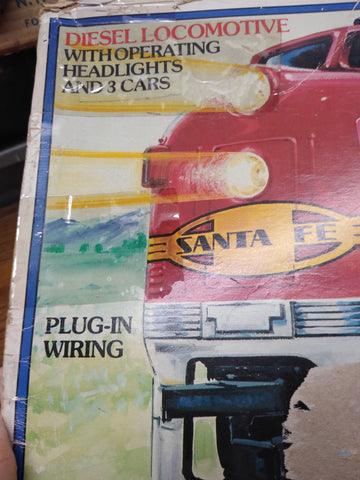 DIESEL LOCOMOTIVE
WITH OPERATING
HEADLIGHTS
AND 3 CARS
SANTA FE
PLUG-IN
WIRING